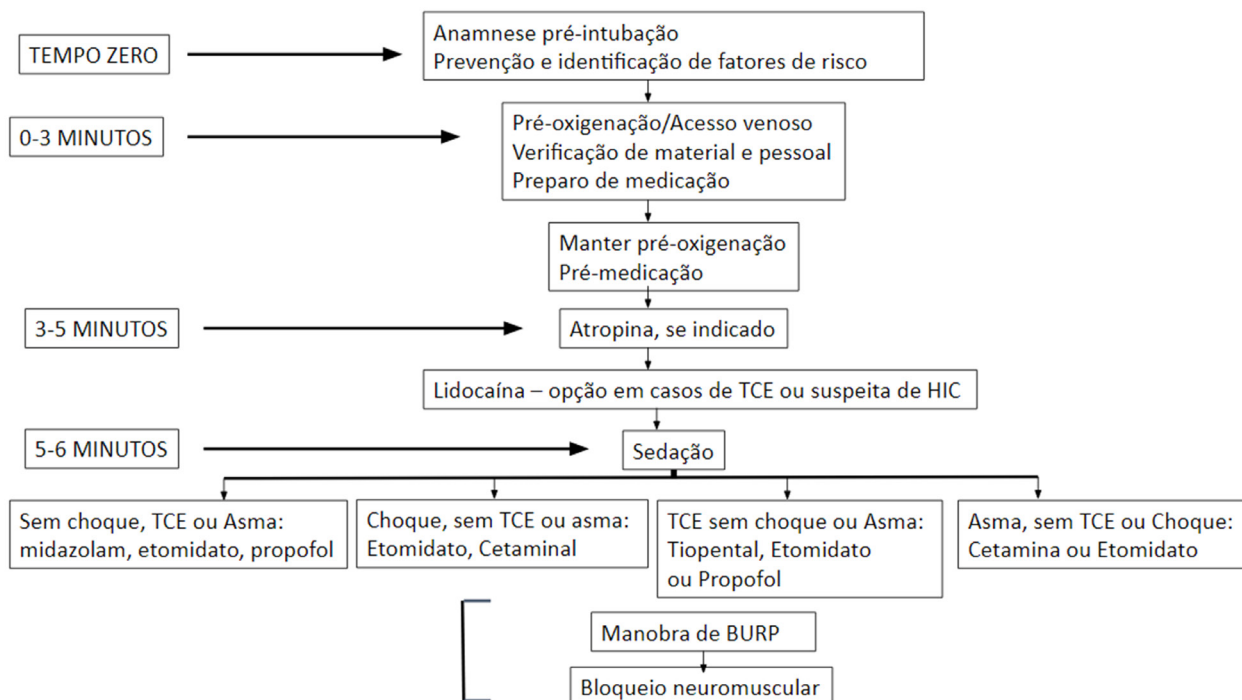 TEMPO ZERO
Anamnese pré-intubação
Prevenção e identificação de fatores de risco
0-3 MINUTOS
Pré-oxigenação/Acesso venoso
Verificação de material e pessoal
Preparo de medicação
Manter pré-oxigenação
Pré-medicação
3-5 MINUTOS
Atropina, se indicado
Lidocaína – opção em casos de TCE ou suspeita de HIC
5-6 MINUTOS
Sedação
Sem choque, TCE ou Asma:
midazolam, etomidato, propofol
Choque, sem TCE ou asma:
Etomidato, Cetaminal
TCE sem choque ou Asma:
Tiopental, Etomidato
ou Propofol
Asma, sem TCE ou Choque:
Cetamina ou Etomidato
Manobra de BURP
Bloqueio neuromuscular